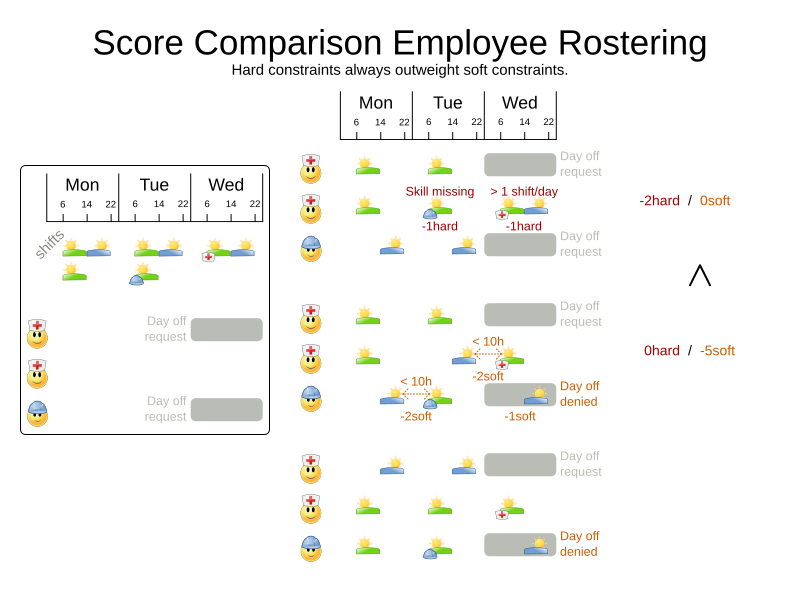 Score Comparison Employee Rostering
Hard constraints always outweight soft constraints.
Mon Tue Wed
6 14 22 6 14 22 6 14 22
shifts
Day off
request
Day off
request
Mon Tue Wed
6 14 22 6 14 22 6 14 22
Day off
request
Skill missing > 1 shift/day
-1hard -1hard
Day off
request
-2hard / 0soft
Day off
request
< 10h
-2soft
< 10h
-2soft
Day off
denied
-1soft
0hard / -5soft
Day off
request
Day off
denied